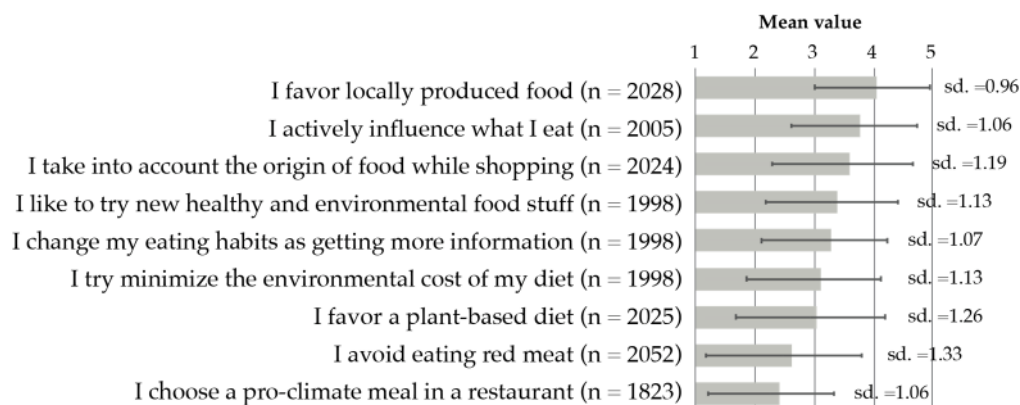 Mean value
1 2 3 4 5
I favor locally produced food (n = 2028) sd. =0.96
I actively influence what I eat (n = 2005) sd. =1.06
I take into account the origin of food while shopping (n = 2024) sd. =1.19
I like to try new healthy and environmental food stuff (n = 1998) sd. =1.13
I change my eating habits as getting more information (n = 1998) sd. =1.07
I try minimize the environmental cost of my diet (n = 1998) sd. =1.13
I favor a plant-based diet (n = 2025) sd. =1.26
I avoid eating red meat (n = 2052) sd. =1.33
I choose a pro-climate meal in a restaurant (n = 1823) sd. =1.06